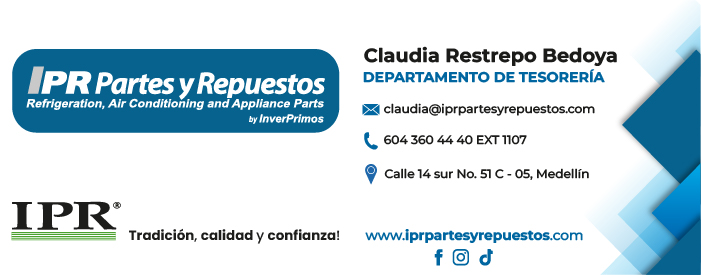 IPR Partes y Repuestos
Refrigeration, Air Conditioning and Appliance Parts
by InverPrimos
IPR®
Tradición, calidad y confianza!
Claudia Restrepo Bedoya
DEPARTAMENTO DE TESORERÍA
claudia@iprpartesyrepuestos.com
604 360 44 40 EXT 1107
Calle 14 sur No. 51 C - 05, Medellín
www.iprpartesyrepuestos.com